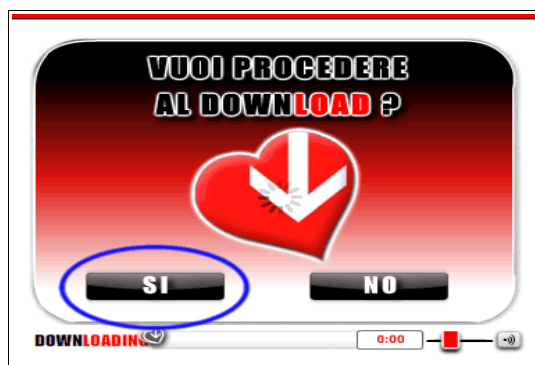 VUOI PROCEDERE
AL DOWNLOAD ?
SI
NO
DOWNLOADING
0:00